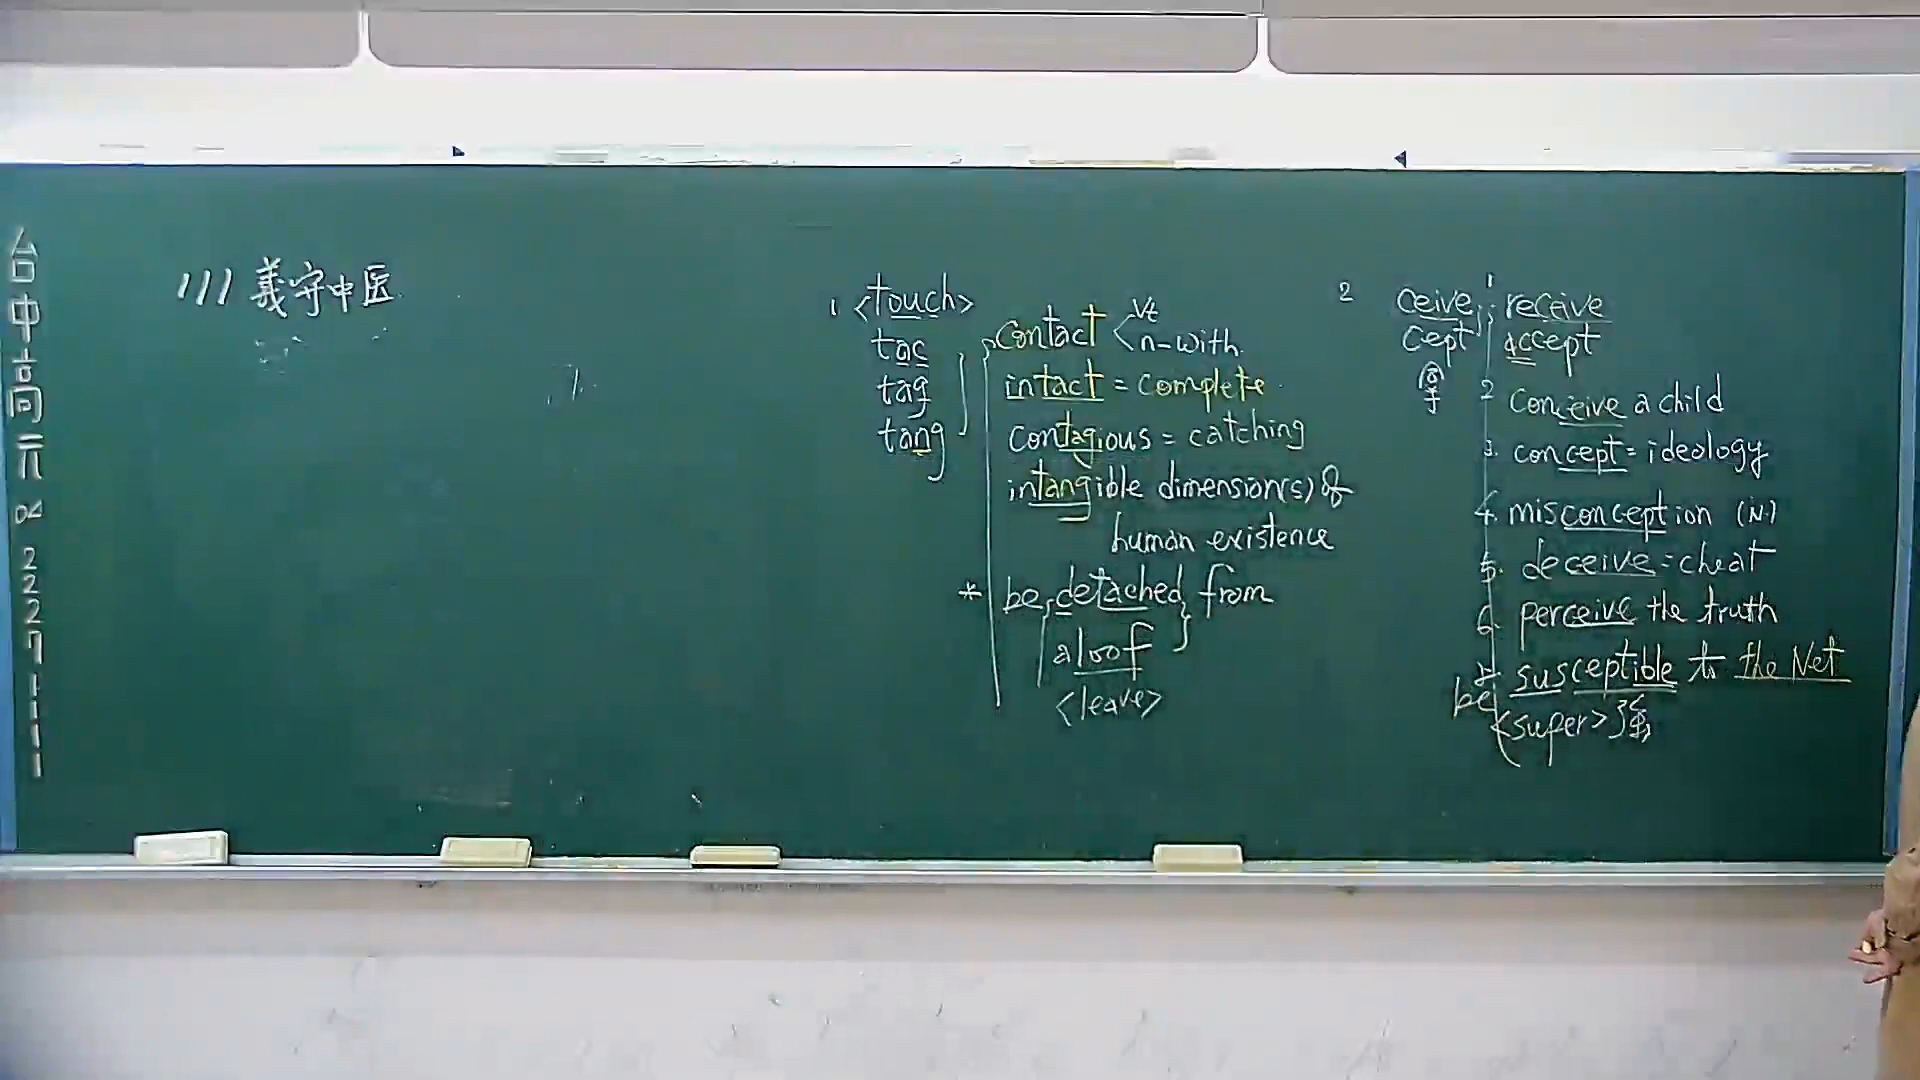 台中高元 04 22271111
111 義守中医
1 <touch>
tac
tag
tang
contact < vt
n-with
intact = complete
contagious = catching
intangible dimension(s) of
human existence
* be detached from
aloof
<leave>
2 ceive
cept
1 receive
accept
2 conceive a child
3. concept = ideology
4. misconception (N.)
5. deceive = cheat
6. perceive the truth
be susceptible to the Net
<super>